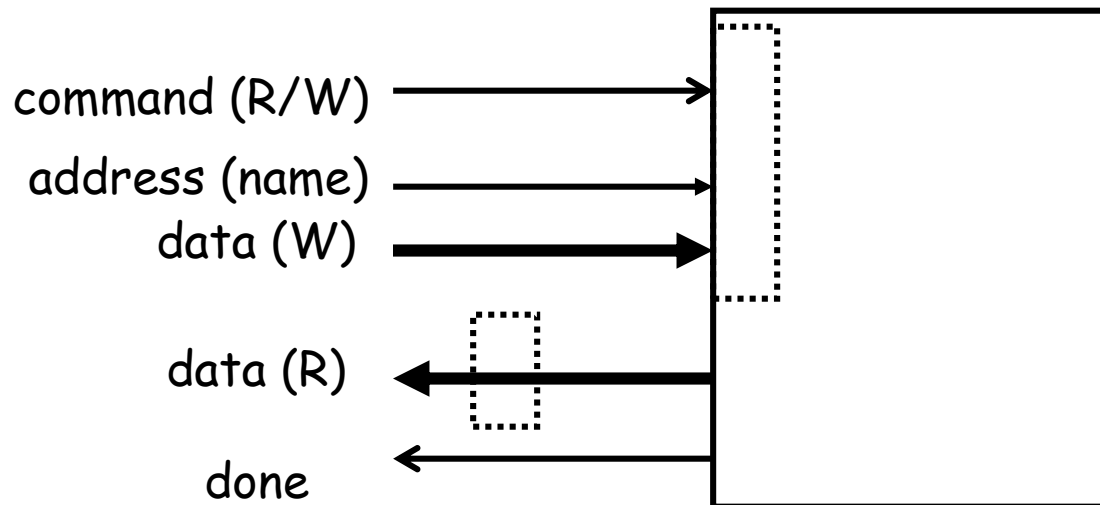 command (R/W)
address (name)
data (W)
data (R)
done